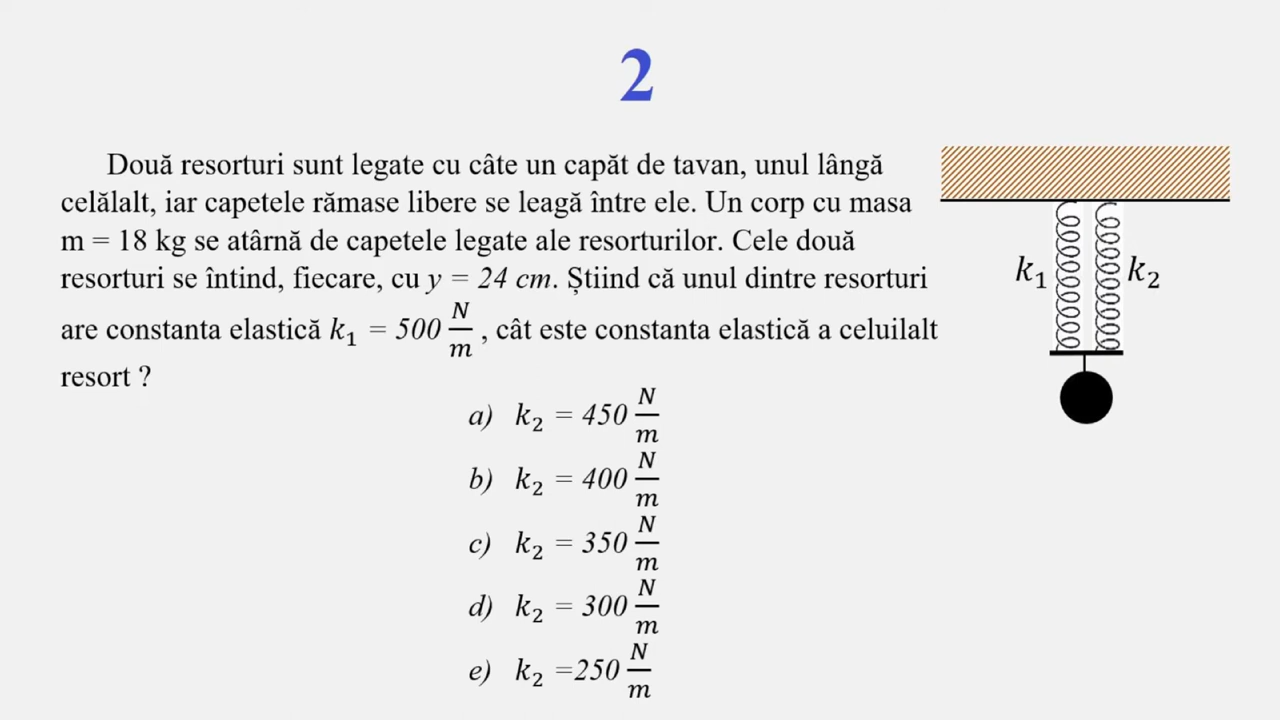 2
Două resorturi sunt legate cu câte un capăt de tavan, unul lângă
celălalt, iar capetele rămase libere se leagă între ele. Un corp cu masa
m = 18 kg se atârnă de capetele legate ale resorturilor. Cele două
resorturi se întind, fiecare, cu y = 24 cm. Știind că unul dintre resorturi
are constanta elastică k₁ = 500 N/m , cât este constanta elastică a celuilalt
resort ?
k₁ k₂
a) k₂ = 450 N/m
b) k₂ = 400 N/m
c) k₂ = 350 N/m
d) k₂ = 300 N/m
e) k₂ =250 N/m